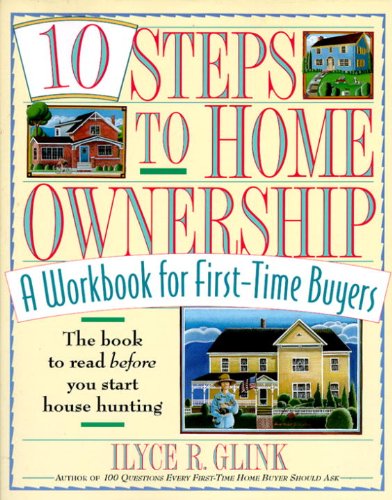 10 STEPS
TO HOME
OWNERSHIP
A Workbook for First-Time Buyers
The book
to read before
you start
house hunting
ILYCE R. GLINK
AUTHOR OF 100 QUESTIONS EVERY FIRST-TIME HOME BUYER SHOULD ASK